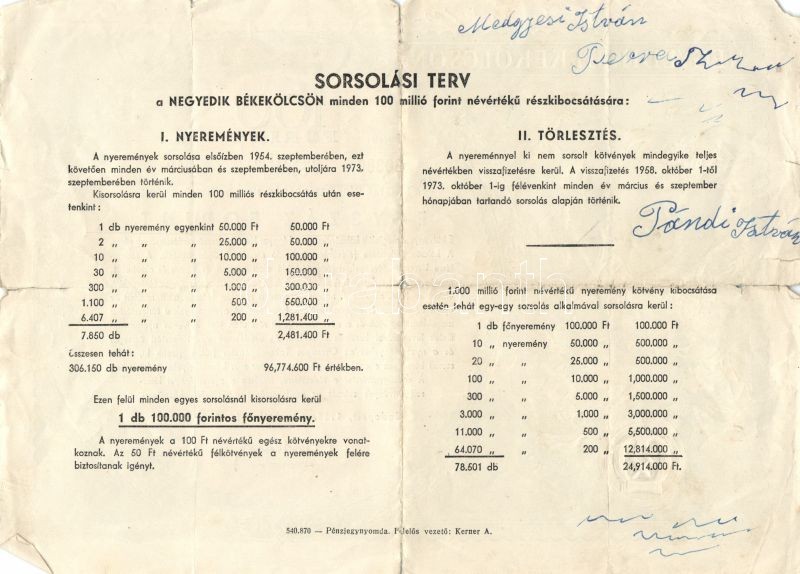 Medgyesi István
SORSOLÁSI TERV
a NEGYEDIK BÉKEKÖLCSÖN minden 100 millió forint névértékű részkibocsátására:
I. NYEREMÉNYEK.
A nyeremények sorsolása elsőízben 1954. szeptemberében, ezt
követően minden év márciusában és szeptemberében, utoljára 1973.
szeptemberében történik.
Kisorsolásra kerül minden 100 milliós részkibocsátás után ese-
tenkint:
1 db nyeremény egyenkint 50.000 Ft 50.000 Ft
2 „ „ „ 25.000 „ 50.000 „
10 „ „ „ 10.000 „ 100.000 „
30 „ „ „ 5.000 „ 150.000 „
300 „ „ „ 1.000 „ 300.000 „
1.100 „ „ „ 500 „ 550.000 „
6.407 „ „ „ 200 „ 1,281.400 „
7.850 db 2,481.400 Ft
összesen tehát:
306.150 db nyeremény 96,774.600 Ft értékben.
Ezen felül minden egyes sorsolásnál kisorsolásra kerül
1 db 100.000 forintos főnyeremény.
A nyeremények a 100 Ft névértékű egész kötvényekre vonat-
koznak. Az 50 Ft névértékű félkötvények a nyeremények felére
biztosítanak igényt.
II. TÖRLESZTÉS.
A nyereménnyel ki nem sorsolt kötvények mindegyike teljes
névértékben visszafizetésre kerül. A visszafizetés 1958. október 1-től
1973. október 1-ig félévenkint minden év március és szeptember
hónapjában tartandó sorsolás alapján történik.
Pándi István
1.000 millió forint névértékű nyeremény kötvény kibocsátása
esetén tehát egy-egy sorsolás alkalmával sorsolásra kerül:
1 db főnyeremény 100.000 Ft 100.000 Ft
10 „ nyeremény 50.000 „ 500.000 „
20 „ „ 25.000 „ 500.000 „
100 „ 10.000 „ 1,000.000 „
300 „ „ 5.000 „ 1,500.000 „
3.000 „ „ 1,000 „ 3,000.000 „
11.000 „ „ 500 „ 5,500.000 „
64.070 „ „ 200 „ 12,814.000 „
78.501 db 24,914.000 Ft.
540.870 — Pénzjegynyomda. Felelős vezető: Kerner A.